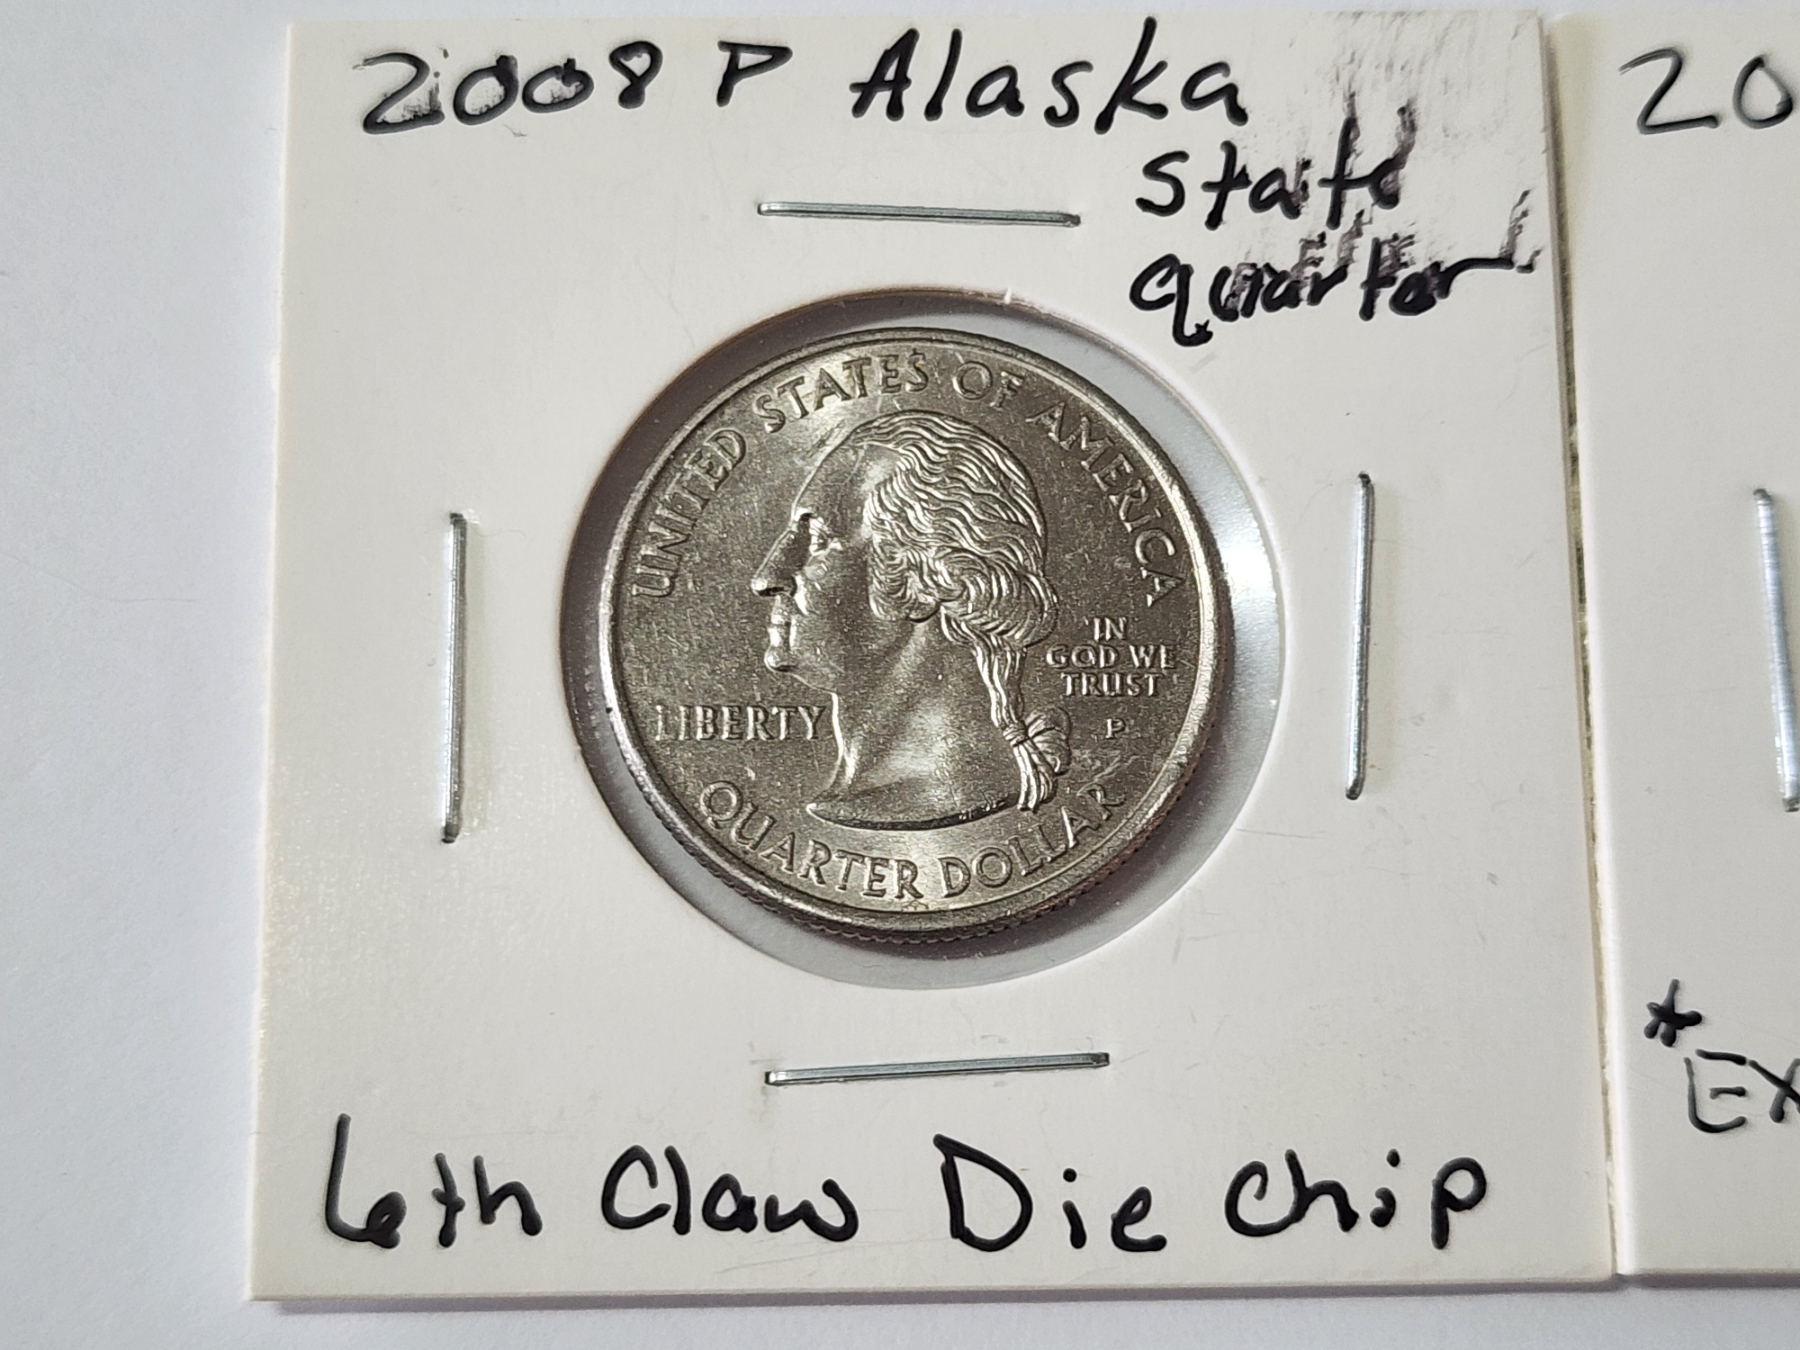 2008 P Alaska
State
quarter
UNITED STATES OF AMERICA
IN
GOD WE
TRUST
LIBERTY
P
QUARTER DOLLAR
6th Claw Die Chip
20
*
EX